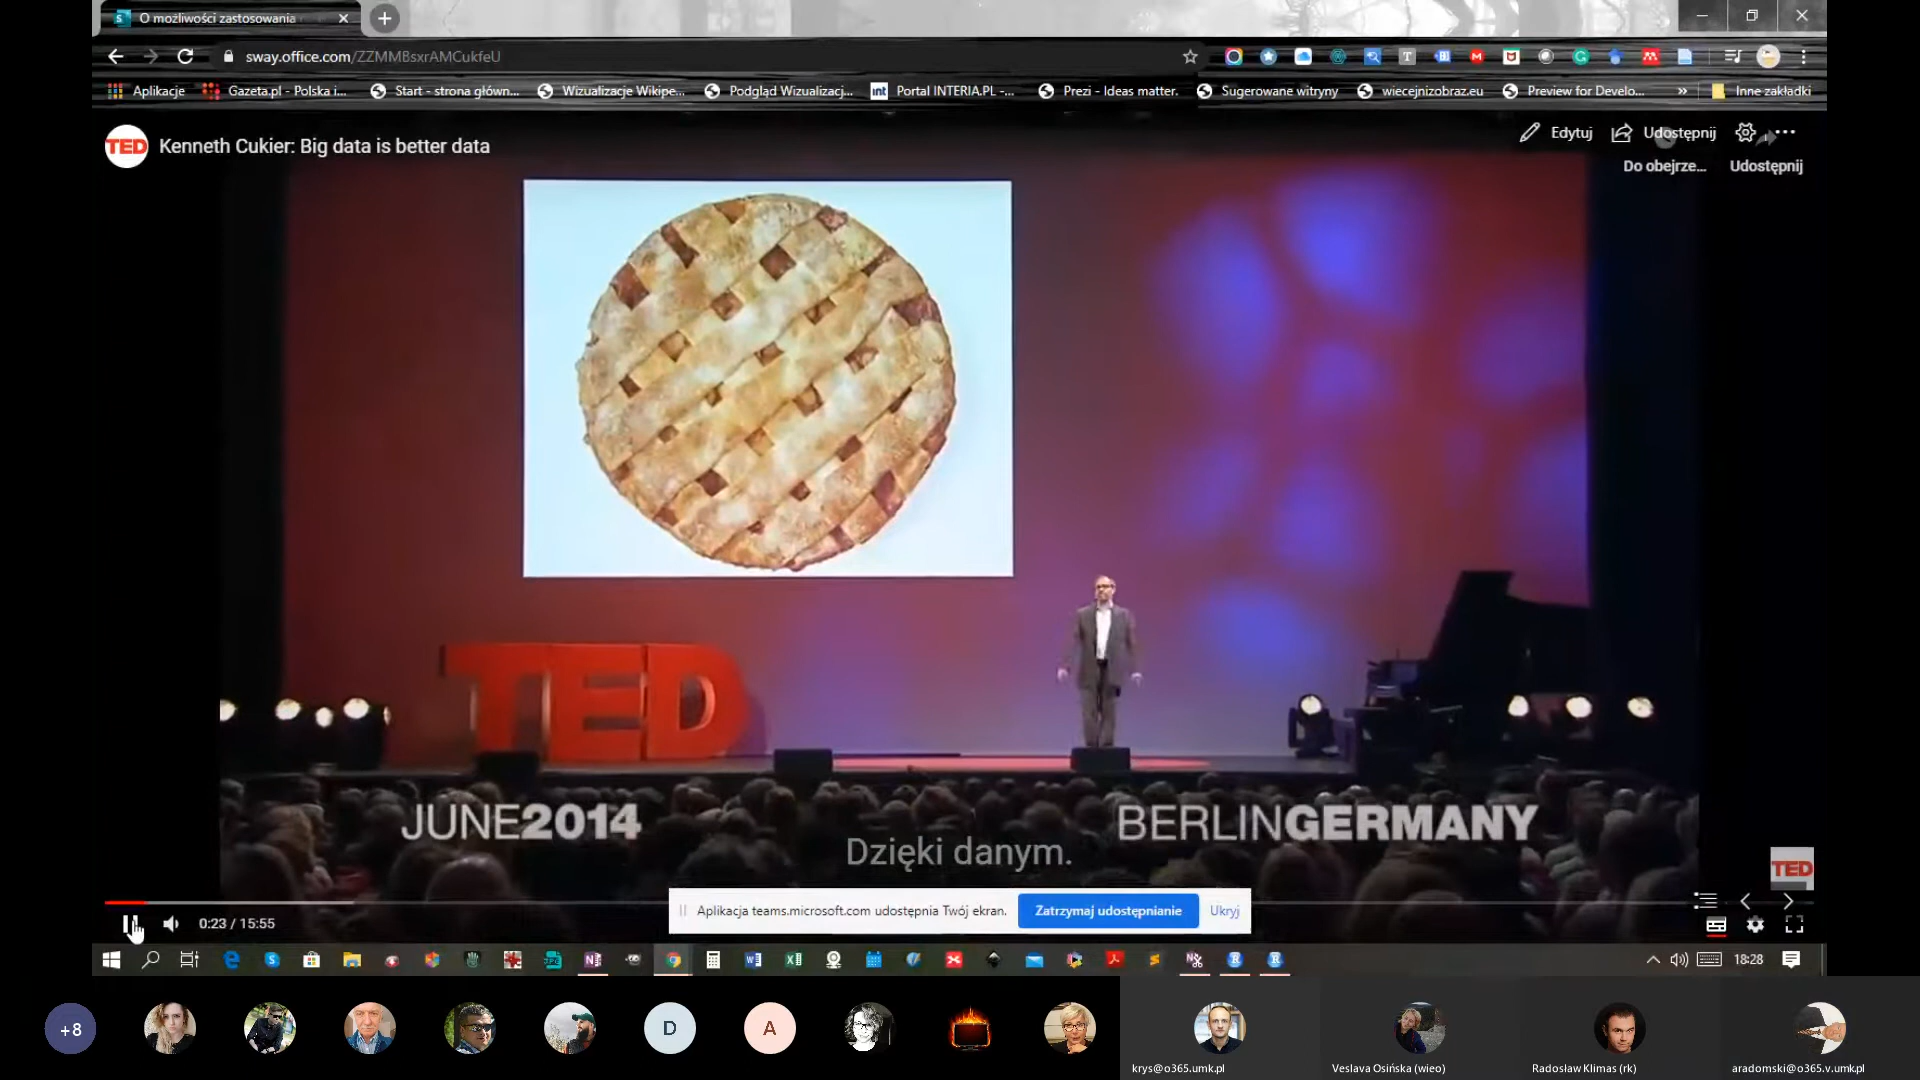 O możliwości zastosowania
sway.office.com/ZZMMBsxrAMCukfeU
Aplikacje
Gazeta.pl - Polska i...
Start - strona główn...
Wizualizacje Wikipe...
Podgląd Wizualizacj...
int
Portal INTERIA.PL -...
Prezi - Ideas matter.
Sugerowane witryny
wiecejnizobraz.eu
Preview for Develo...
»
Inne zakładki
TED
Kenneth Cukier: Big data is better data
Edytuj
Udostępnij
Do obejrze...
Udostępnij
TED
JUNE2014
BERLINGERMANY
Dzięki danym.
TED
Aplikacja teams.microsoft.com udostępnia Twój ekran.
Zatrzymaj udostępnianie
Ukryj
0:23 / 15:55
18:28
+8
D
A
krys@o365.umk.pl
Veslava Osińska (wieo)
Radosław Klimas (rk)
aradomski@o365.v.umk.pl